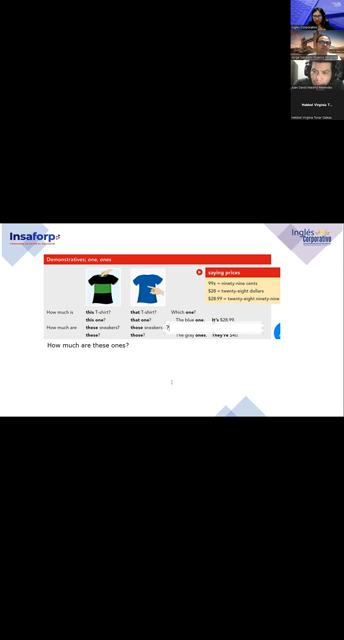 Inglés Corporativo
Insaforp
Inglés
Corporativo
Demonstratives; one, ones
saying prices
99¢ = ninety-nine cents
$28 = twenty-eight dollars
$28.99 = twenty-eight ninety-nine
How much is this T-shirt? that T-shirt? Which one?
this one? that one? The blue one. It's $28.99.
How much are these sneakers? those sneakers ?
these? those? The gray ones. They're $40.
How much are these ones?